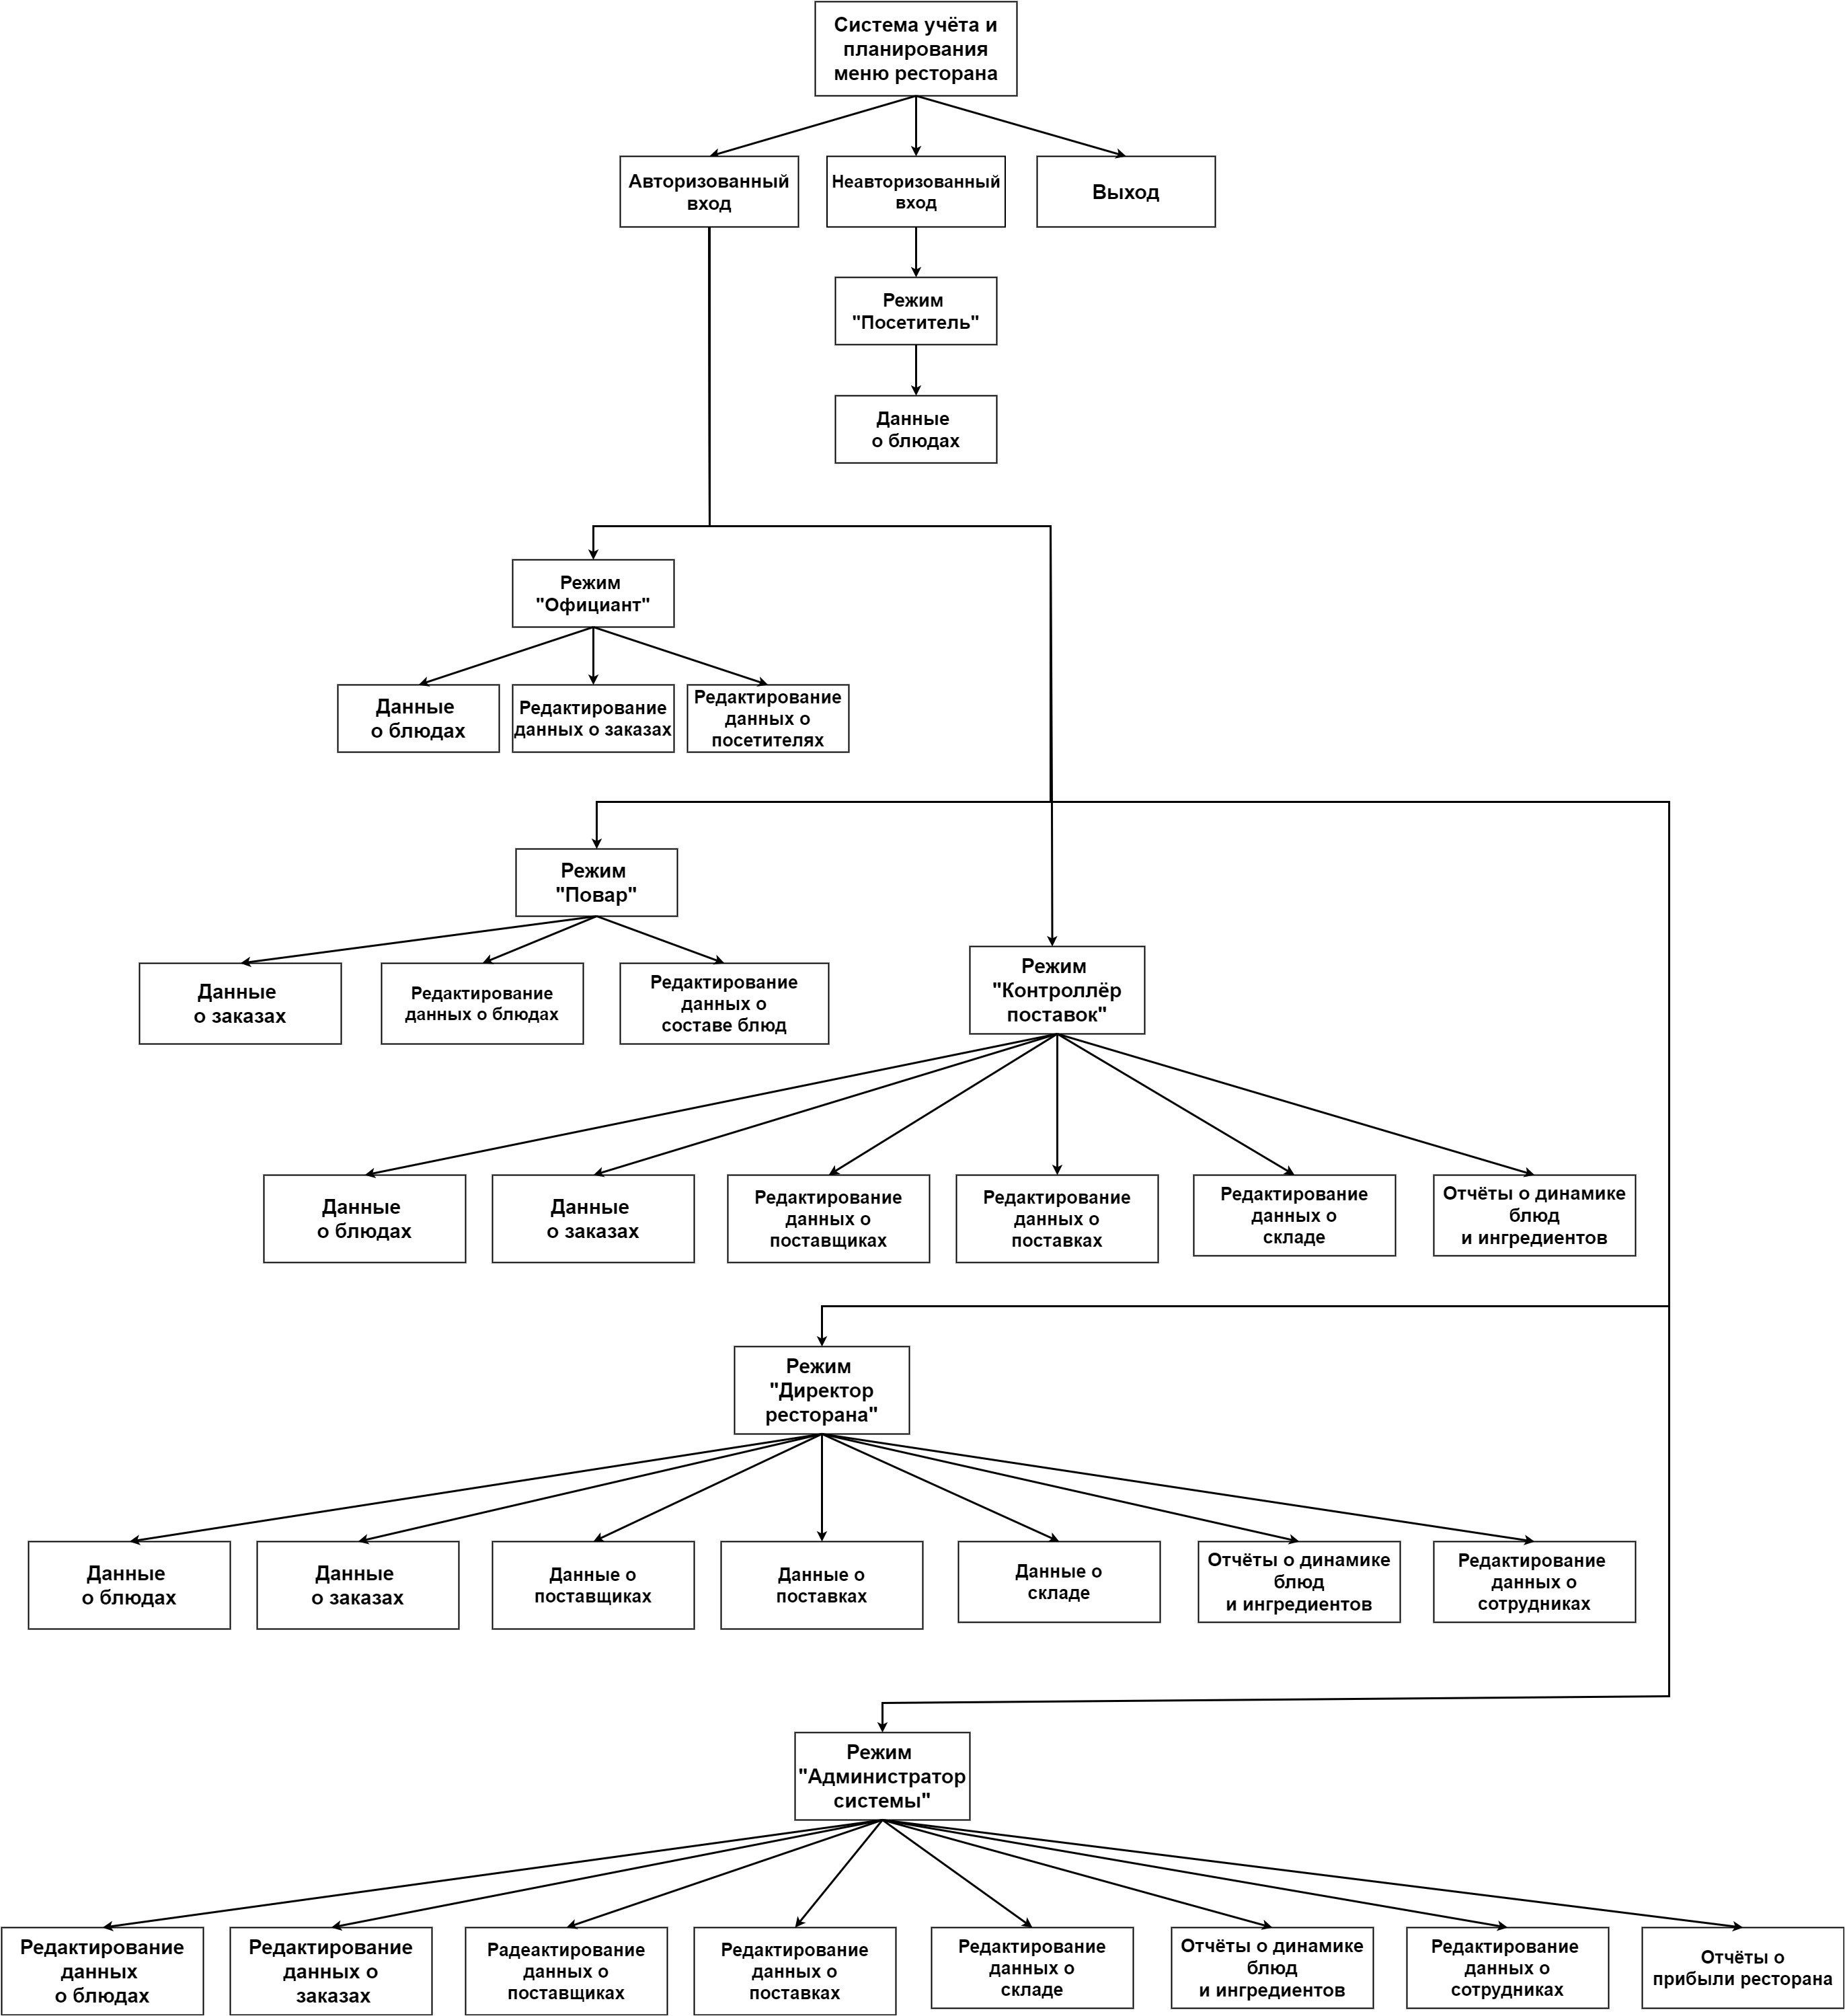 Система учёта и
планирования
меню ресторана
Авторизованный
вход
Неавторизованный
вход
Выход
Режим
"Посетитель"
Данные
о блюдах
Режим
"Официант"
Данные
о блюдах
Редактирование
данных о заказах
Редактирование
данных о
посетителях
Режим
"Повар"
Данные
о заказах
Редактирование
данных о блюдах
Редактирование
данных о
составе блюд
Режим
"Контроллёр
поставок"
Данные
о блюдах
Данные
о заказах
Редактирование
данных о
поставщиках
Редактирование
данных о
поставках
Редактирование
данных о
складе
Отчёты о динамике
блюд
и ингредиентов
Режим
"Директор
ресторана"
Данные
о блюдах
Данные
о заказах
Данные о
поставщиках
Данные о
поставках
Данные о
складе
Отчёты о динамике
блюд
и ингредиентов
Редактирование
данных о
сотрудниках
Режим
"Администратор
системы"
Редактирование
данных
о блюдах
Редактирование
данных о
заказах
Радеактирование
данных о
поставщиках
Редактирование
данных о
поставках
Редактирование
данных о
складе
Отчёты о динамике
блюд
и ингредиентов
Редактирование
данных о
сотрудниках
Отчёты о
прибыли ресторана